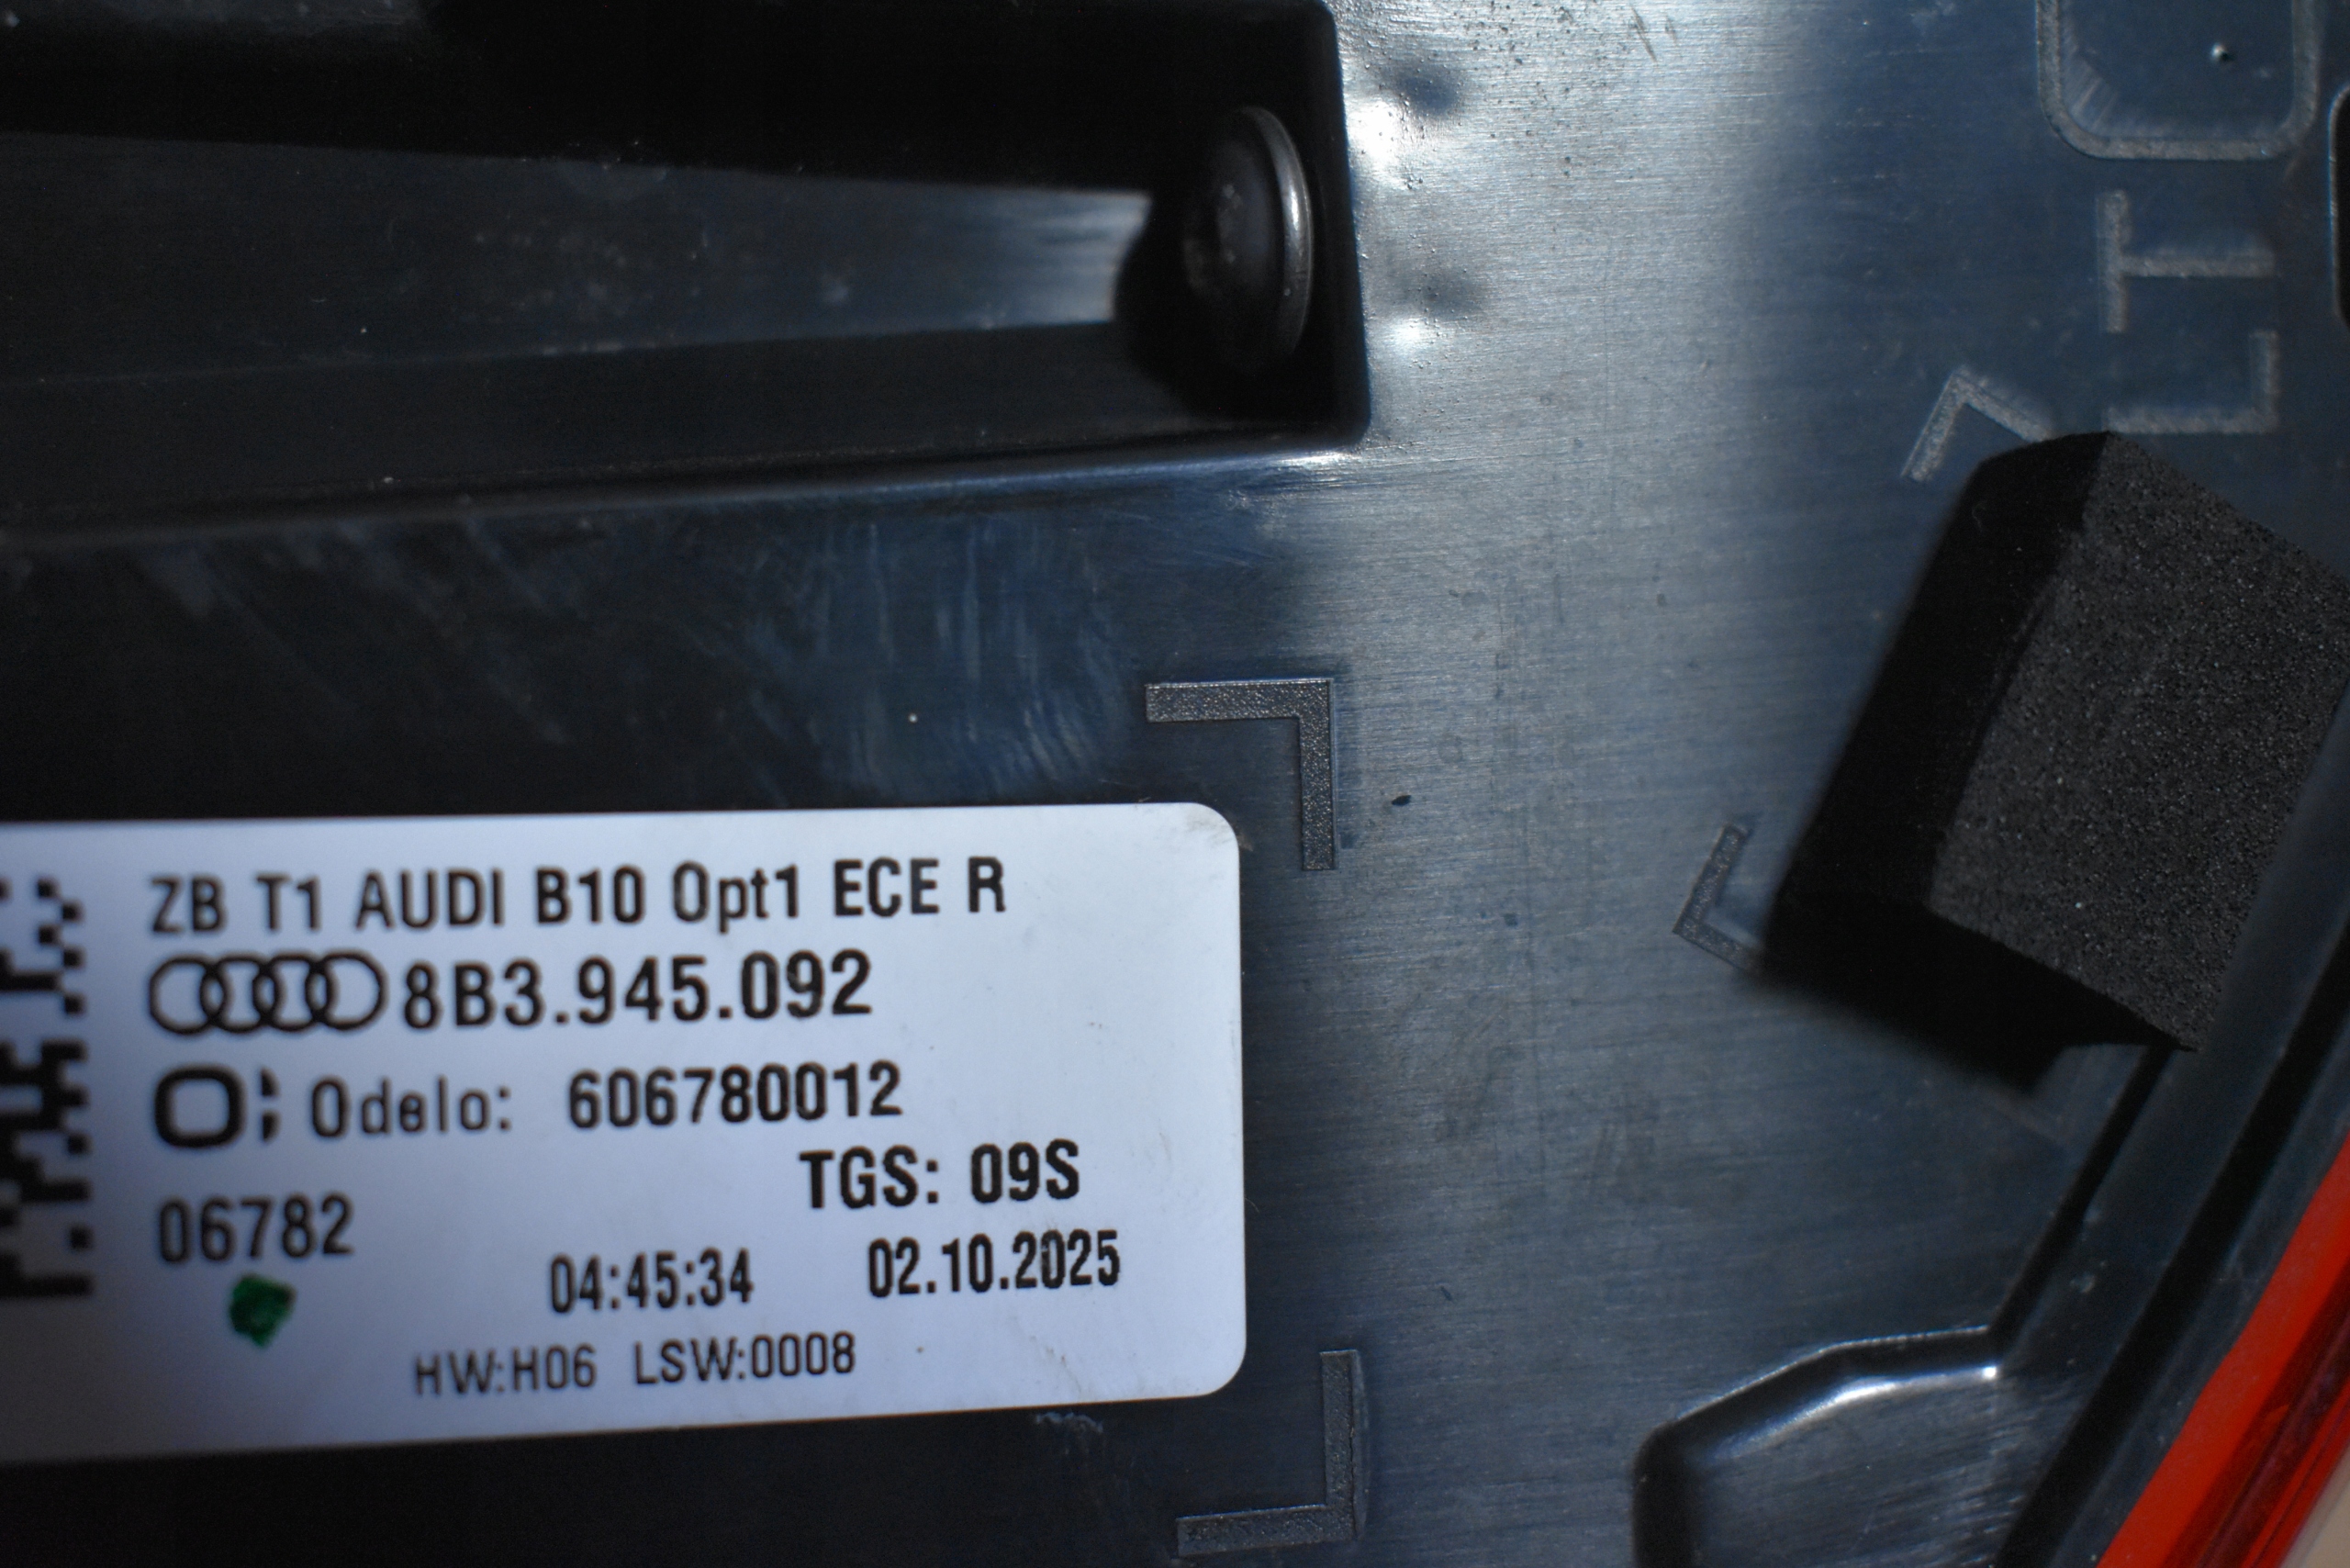 ZB T1 AUDI B10 Opt1 ECE R
8B3.945.092
Odelo: 606780012
TGS: 09S
06782
04:45:34 02.10.2025
HW:H06 LSW:0008